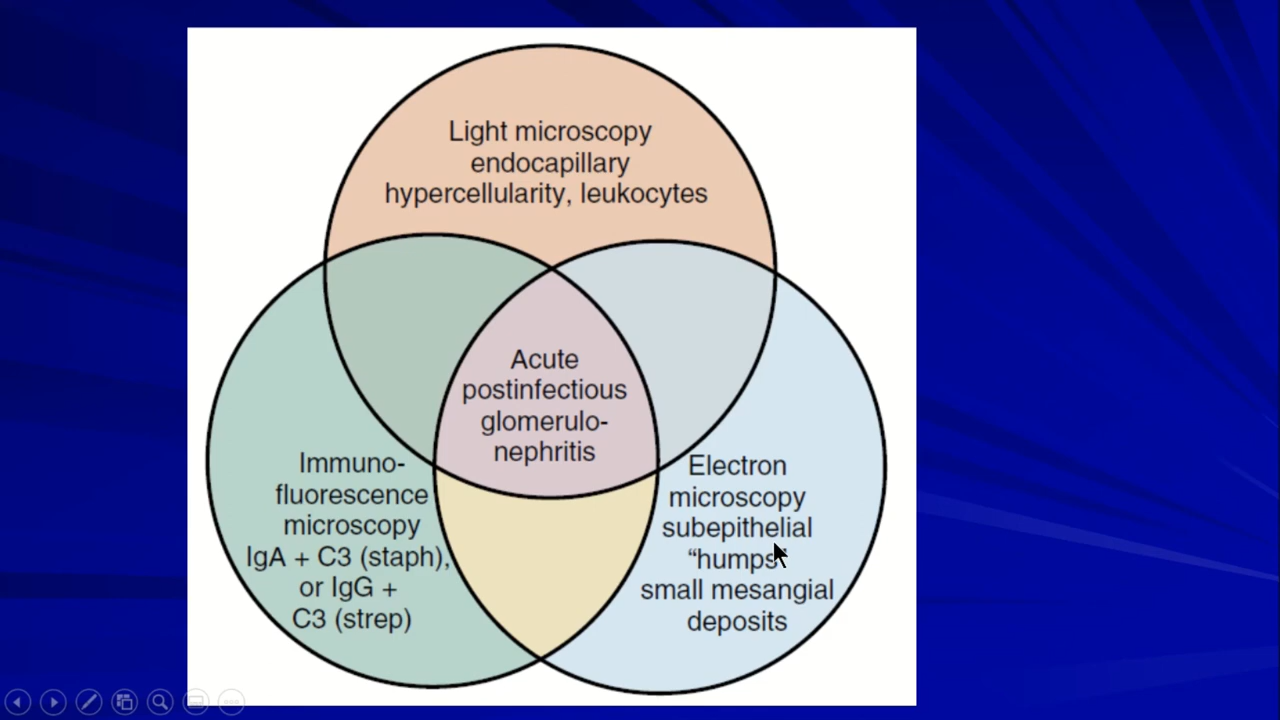 Light microscopy
endocapillary
hypercellularity, leukocytes
Acute
postinfectious
glomerulo-
nephritis
Immuno-
fluorescence
microscopy
IgA + C3 (staph),
or IgG +
C3 (strep)
Electron
microscopy
subepithelial
“humps”
small mesangial
deposits